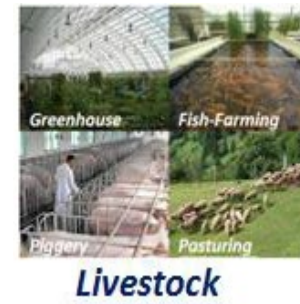 Greenhouse
Fish-Farming
Piggery
Pasturing
Livestock